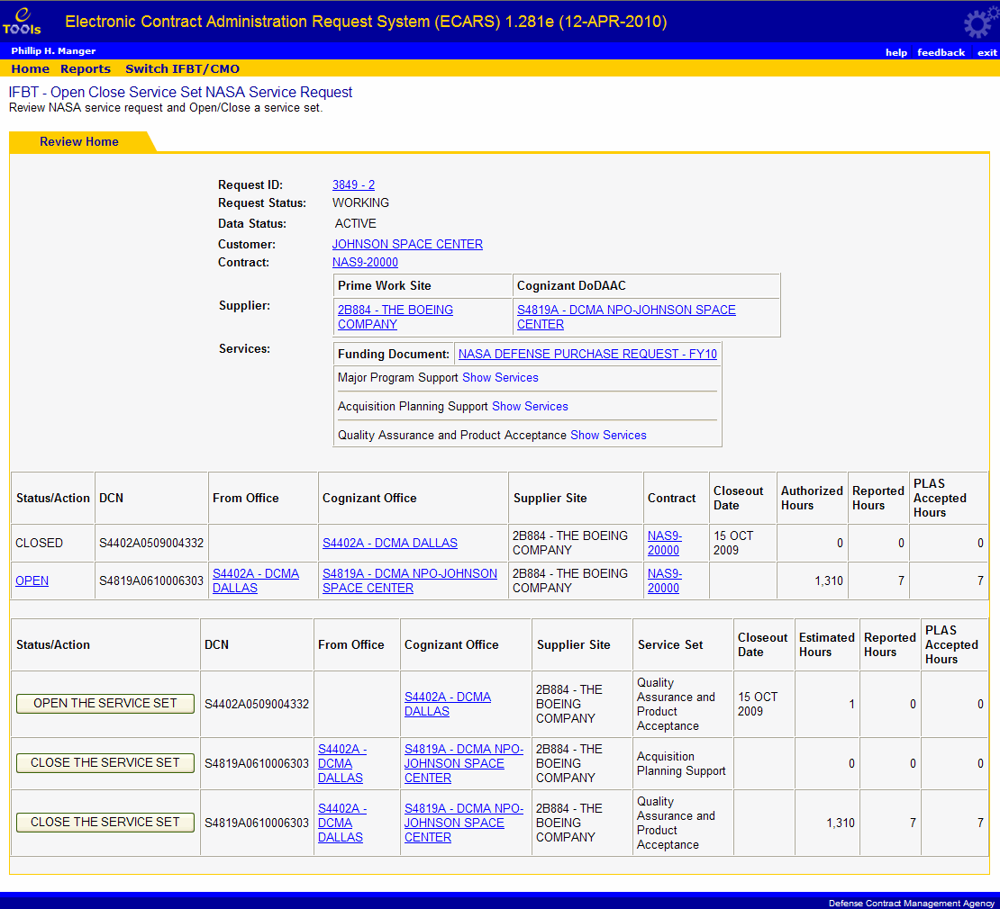 e
TOOls
Electronic Contract Administration Request System (ECARS) 1.281e (12-APR-2010)
Phillip H. Manger
help feedback exit
Home Reports Switch IFBT/CMO
IFBT - Open Close Service Set NASA Service Request
Review NASA service request and Open/Close a service set.
Review Home
Request ID: 3849 - 2
Request Status: WORKING
Data Status: ACTIVE
Customer: JOHNSON SPACE CENTER
Contract: NAS9-20000
Supplier:
Prime Work Site Cognizant DoDAAC
2B884 - THE BOEING COMPANY S4819A - DCMA NPO-JOHNSON SPACE CENTER
Services:
Funding Document: NASA DEFENSE PURCHASE REQUEST - FY10
Major Program Support Show Services
Acquisition Planning Support Show Services
Quality Assurance and Product Acceptance Show Services
Status/Action DCN From Office Cognizant Office Supplier Site Contract Closeout Date Authorized Hours Reported Hours PLAS Accepted Hours
CLOSED S4402A0509004332 S4402A - DCMA DALLAS 2B884 - THE BOEING COMPANY NAS9-20000 15 OCT 2009 0 0 0
OPEN S4819A0610006303 S4402A - DCMA DALLAS S4819A - DCMA NPO-JOHNSON SPACE CENTER 2B884 - THE BOEING COMPANY NAS9-20000 1,310 7 7
Status/Action DCN From Office Cognizant Office Supplier Site Service Set Closeout Date Estimated Hours Reported Hours PLAS Accepted Hours
OPEN THE SERVICE SET S4402A0509004332 S4402A - DCMA DALLAS 2B884 - THE BOEING COMPANY Quality Assurance and Product Acceptance 15 OCT 2009 1 0 0
CLOSE THE SERVICE SET S4819A0610006303 S4402A - DCMA DALLAS S4819A - DCMA NPO-JOHNSON SPACE CENTER 2B884 - THE BOEING COMPANY Acquisition Planning Support 0 0 0
CLOSE THE SERVICE SET S4819A0610006303 S4402A - DCMA DALLAS S4819A - DCMA NPO-JOHNSON SPACE CENTER 2B884 - THE BOEING COMPANY Quality Assurance and Product Acceptance 1,310 7 7
Defense Contract Management Agency